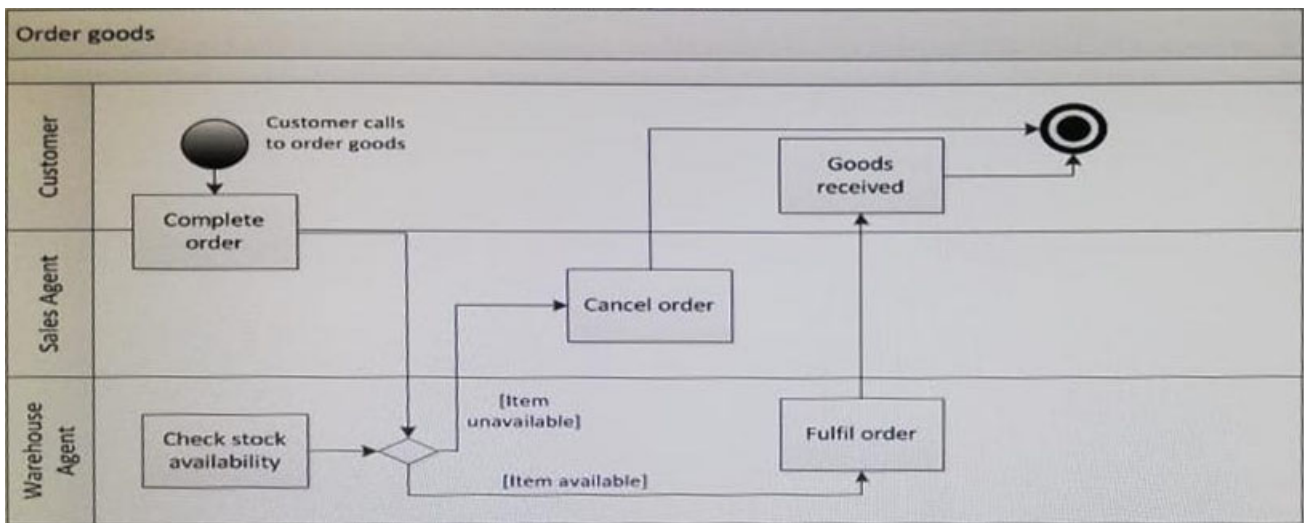 Order goods
Customer
Customer calls
to order goods
Complete
order
Goods
received
Sales Agent
Cancel order
Warehouse
Agent
Check stock
availability
[Item
unavailable]
[Item available]
Fulfil order